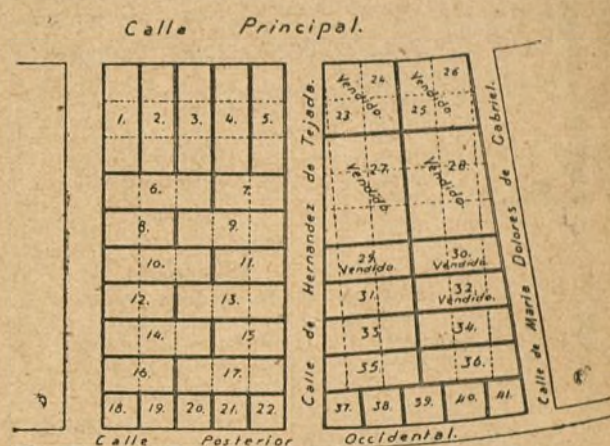 Calle Principal.
1. 2. 3. 4. 5.
6. 7.
8. 9.
10. 11.
12. 13.
14. 15
16. 17.
18. 19. 20. 21. 22.
Calle de Hernandez de Tejada.
24. 26
Vendido Vendido
23. 25
27. 28.
Vendido Vendido
29. 30.
Vendido. Vendido.
31. 32.
Vendido.
33. 34.
35. 36.
37. 38. 39. 40. 41.
Calle de Maria Dolores de Gabriel.
Calle Posterior Occidental.